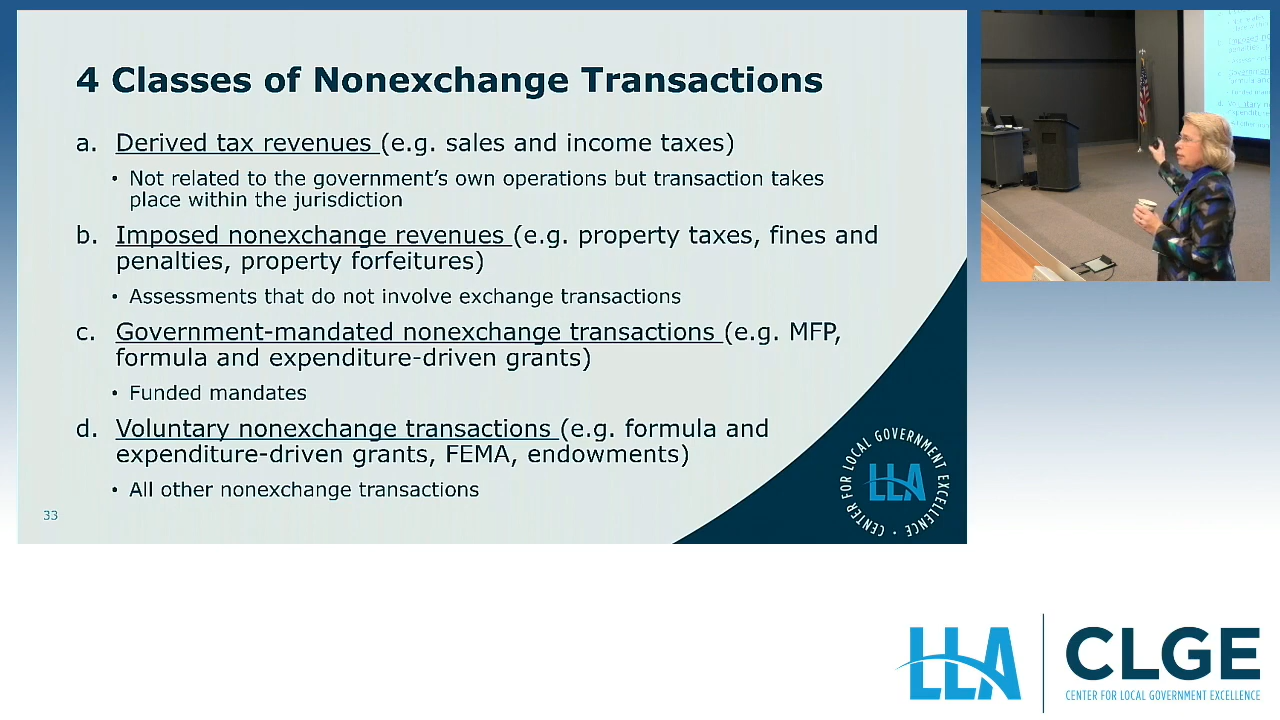 4 Classes of Nonexchange Transactions
a. Derived tax revenues (e.g. sales and income taxes)
• Not related to the government's own operations but transaction takes
place within the jurisdiction
b. Imposed nonexchange revenues (e.g. property taxes, fines and
penalties, property forfeitures)
• Assessments that do not involve exchange transactions
c. Government-mandated nonexchange transactions (e.g. MFP,
formula and expenditure-driven grants)
• Funded mandates
d. Voluntary nonexchange transactions (e.g. formula and
expenditure-driven grants, FEMA, endowments)
• All other nonexchange transactions
33
CENTER FOR LOCAL GOVERNMENT EXCELLENCE
LLA
LLA
CLGE
CENTER FOR LOCAL GOVERNMENT EXCELLENCE